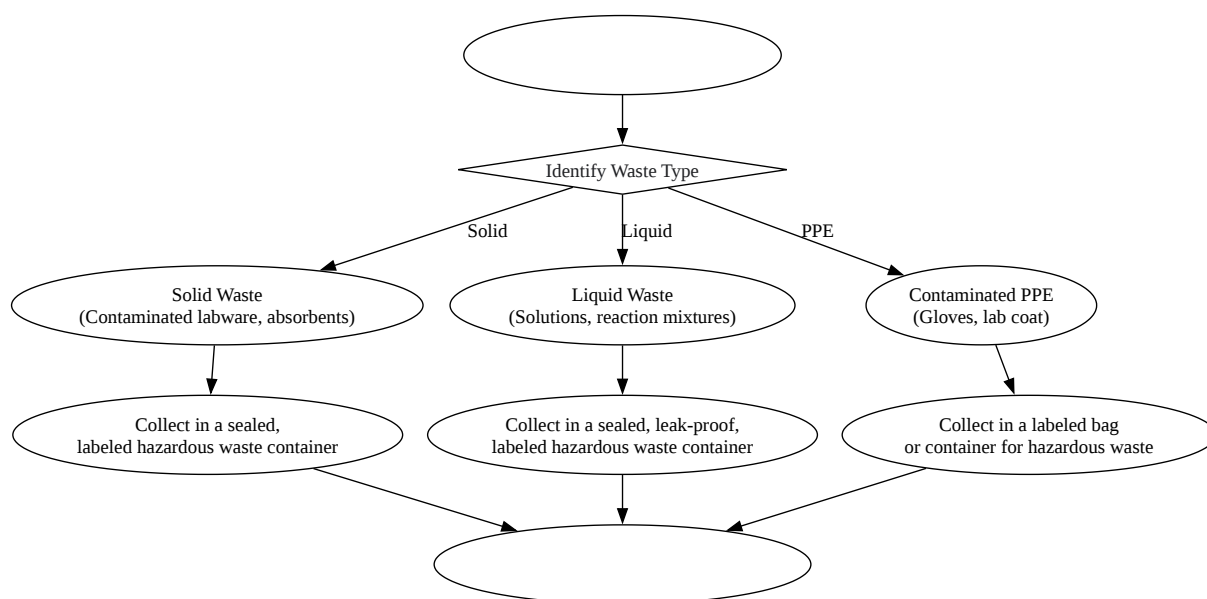 Identify Waste Type
Solid
Liquid
PPE
Solid Waste
(Contaminated labware, absorbents)
Liquid Waste
(Solutions, reaction mixtures)
Contaminated PPE
(Gloves, lab coat)
Collect in a sealed,
labeled hazardous waste container
Collect in a sealed, leak-proof,
labeled hazardous waste container
Collect in a labeled bag
or container for hazardous waste